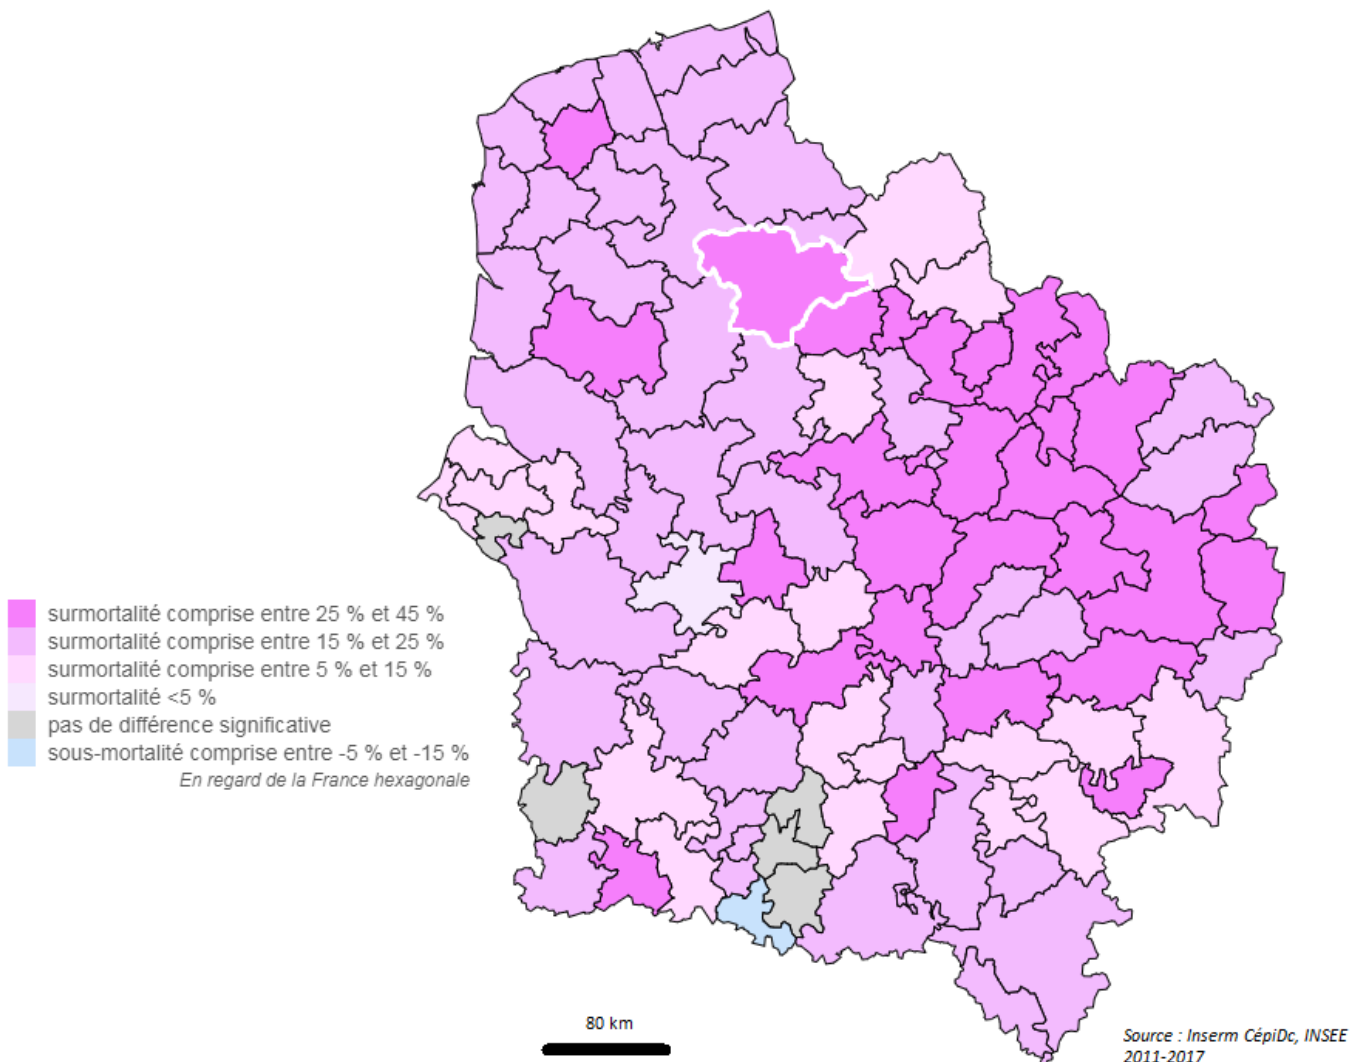 surmortalité comprise entre 25 % et 45 %
surmortalité comprise entre 15 % et 25 %
surmortalité comprise entre 5 % et 15 %
surmortalité <5 %
pas de différence significative
sous-mortalité comprise entre -5 % et -15 %
En regard de la France hexagonale
80 km
Source : Inserm CépiDc, INSEE
2011-2017